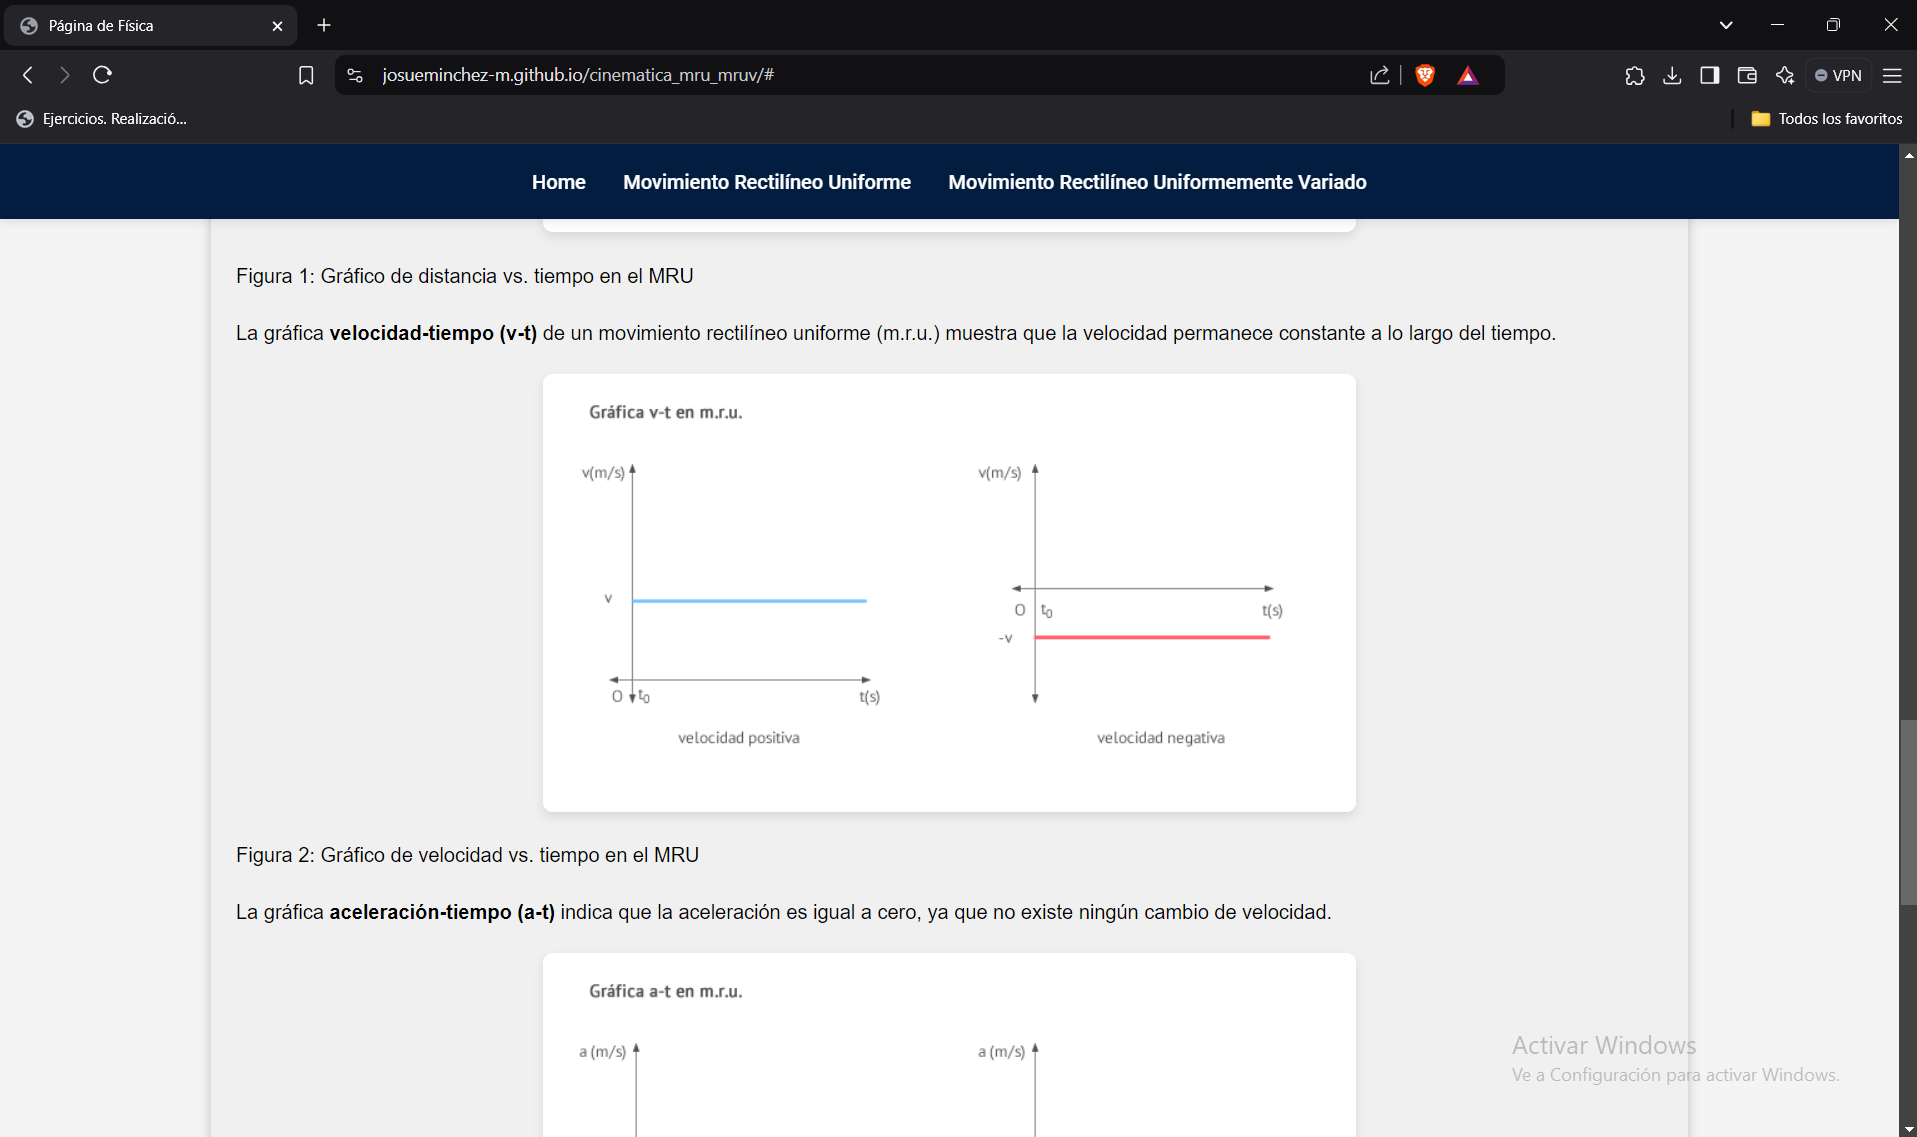 Página de Física
josueminchez-m.github.io/cinematica_mru_mruv/#
VPN
Ejercicios. Realizació...
Todos los favoritos
Home Movimiento Rectilíneo Uniforme Movimiento Rectilíneo Uniformemente Variado
Figura 1: Gráfico de distancia vs. tiempo en el MRU
La gráfica velocidad-tiempo (v-t) de un movimiento rectilíneo uniforme (m.r.u.) muestra que la velocidad permanece constante a lo largo del tiempo.
Gráfica v-t en m.r.u.
v(m/s)
v
O t₀ t(s)
velocidad positiva
v(m/s)
O t₀ t(s)
-v
velocidad negativa
Figura 2: Gráfico de velocidad vs. tiempo en el MRU
La gráfica aceleración-tiempo (a-t) indica que la aceleración es igual a cero, ya que no existe ningún cambio de velocidad.
Gráfica a-t en m.r.u.
a (m/s) a (m/s)
Activar Windows
Ve a Configuración para activar Windows.